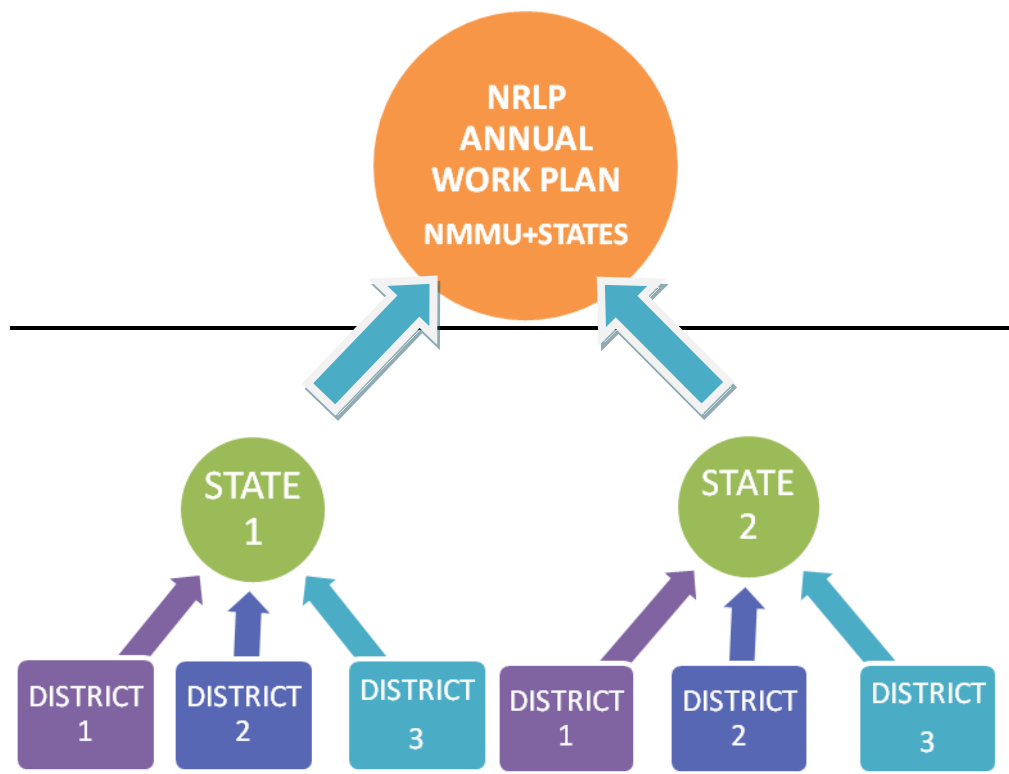 NRLP
ANNUAL
WORK PLAN
NMMU+STATES
STATE
1
STATE
2
DISTRICT
1
DISTRICT
2
DISTRICT
3
DISTRICT
1
DISTRICT
2
DISTRICT
3